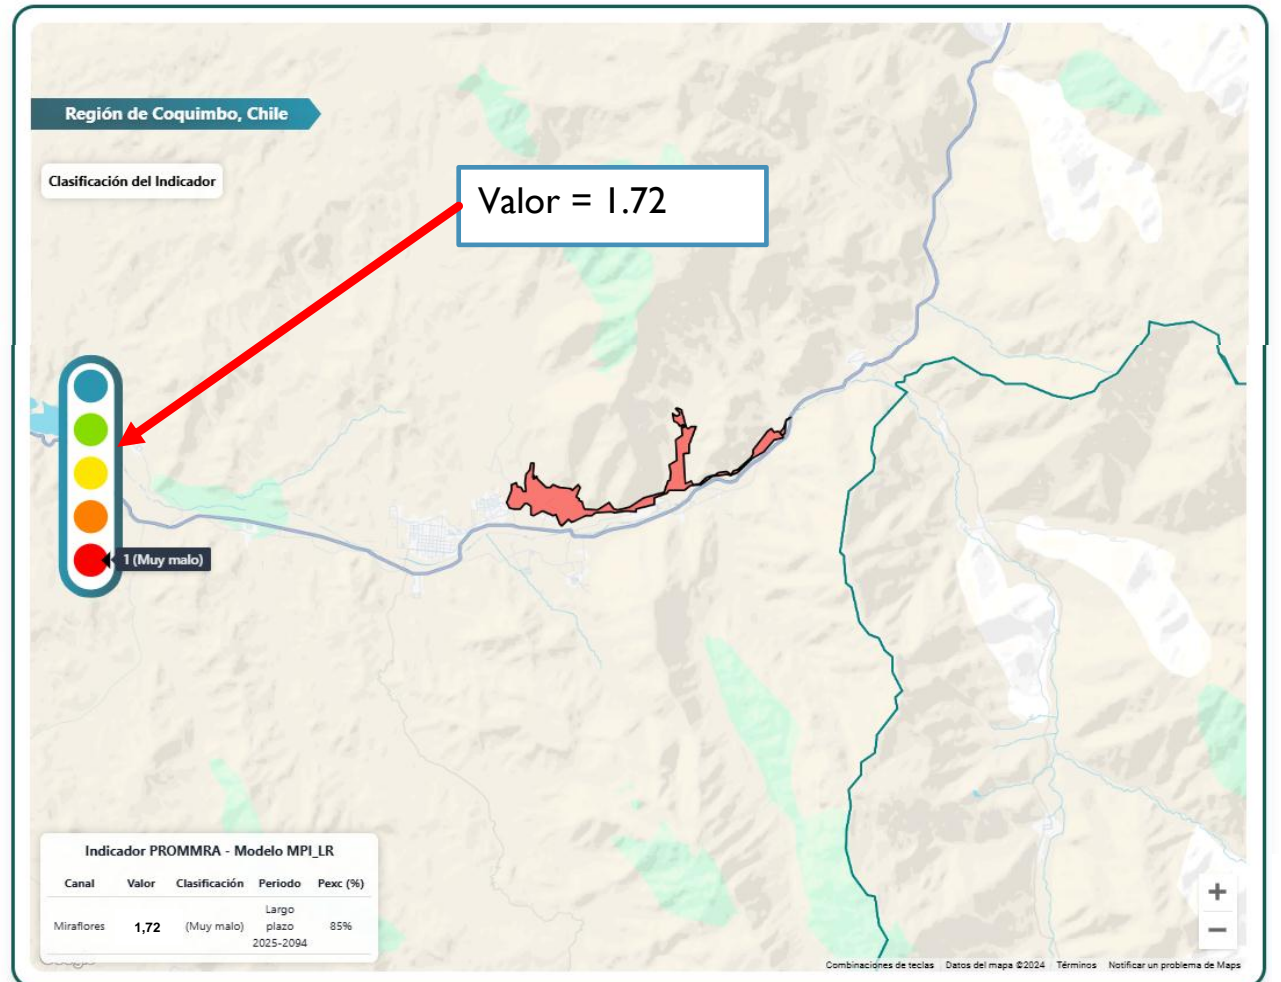 Región de Coquimbo, Chile
Clasificación del Indicador
Valor = 1.72
1 (Muy malo)
Indicador PROMMRA - Modelo MPI_LR
Canal Valor Clasificación Periodo Pexc (%)
Miraflores 1,72 (Muy malo) Largo plazo 2025-2094 85%
+
−
Google
Combinaciones de teclas Datos del mapa ©2024 Términos Notificar un problema de Maps